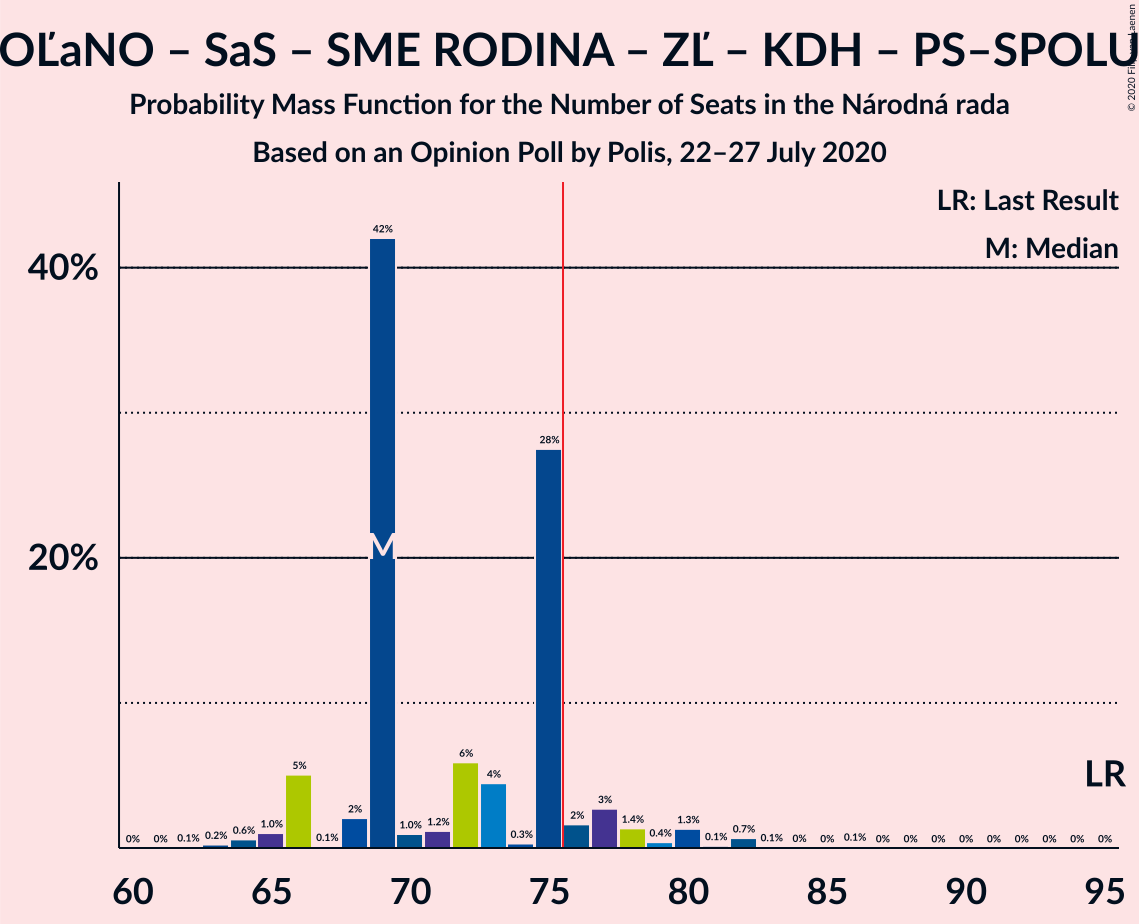 OĽaNO – SaS – SME RODINA – ZĽ – KDH – PS–SPOLU
Probability Mass Function for the Number of Seats in the Národná rada
Based on an Opinion Poll by Polis, 22–27 July 2020
© 2020 Filip van Laenen
LR: Last Result
M: Median
40%
20%
0% 0% 0.1% 0.2% 0.6% 1.0% 5% 0.1% 2% 42% 1.0% 1.2% 6% 4% 0.3% 28% 2% 3% 1.4% 0.4% 1.3% 0.1% 0.7% 0.1% 0% 0% 0.1% 0% 0% 0% 0% 0% 0% 0% 0% 0%
M
LR
60 65 70 75 80 85 90 95